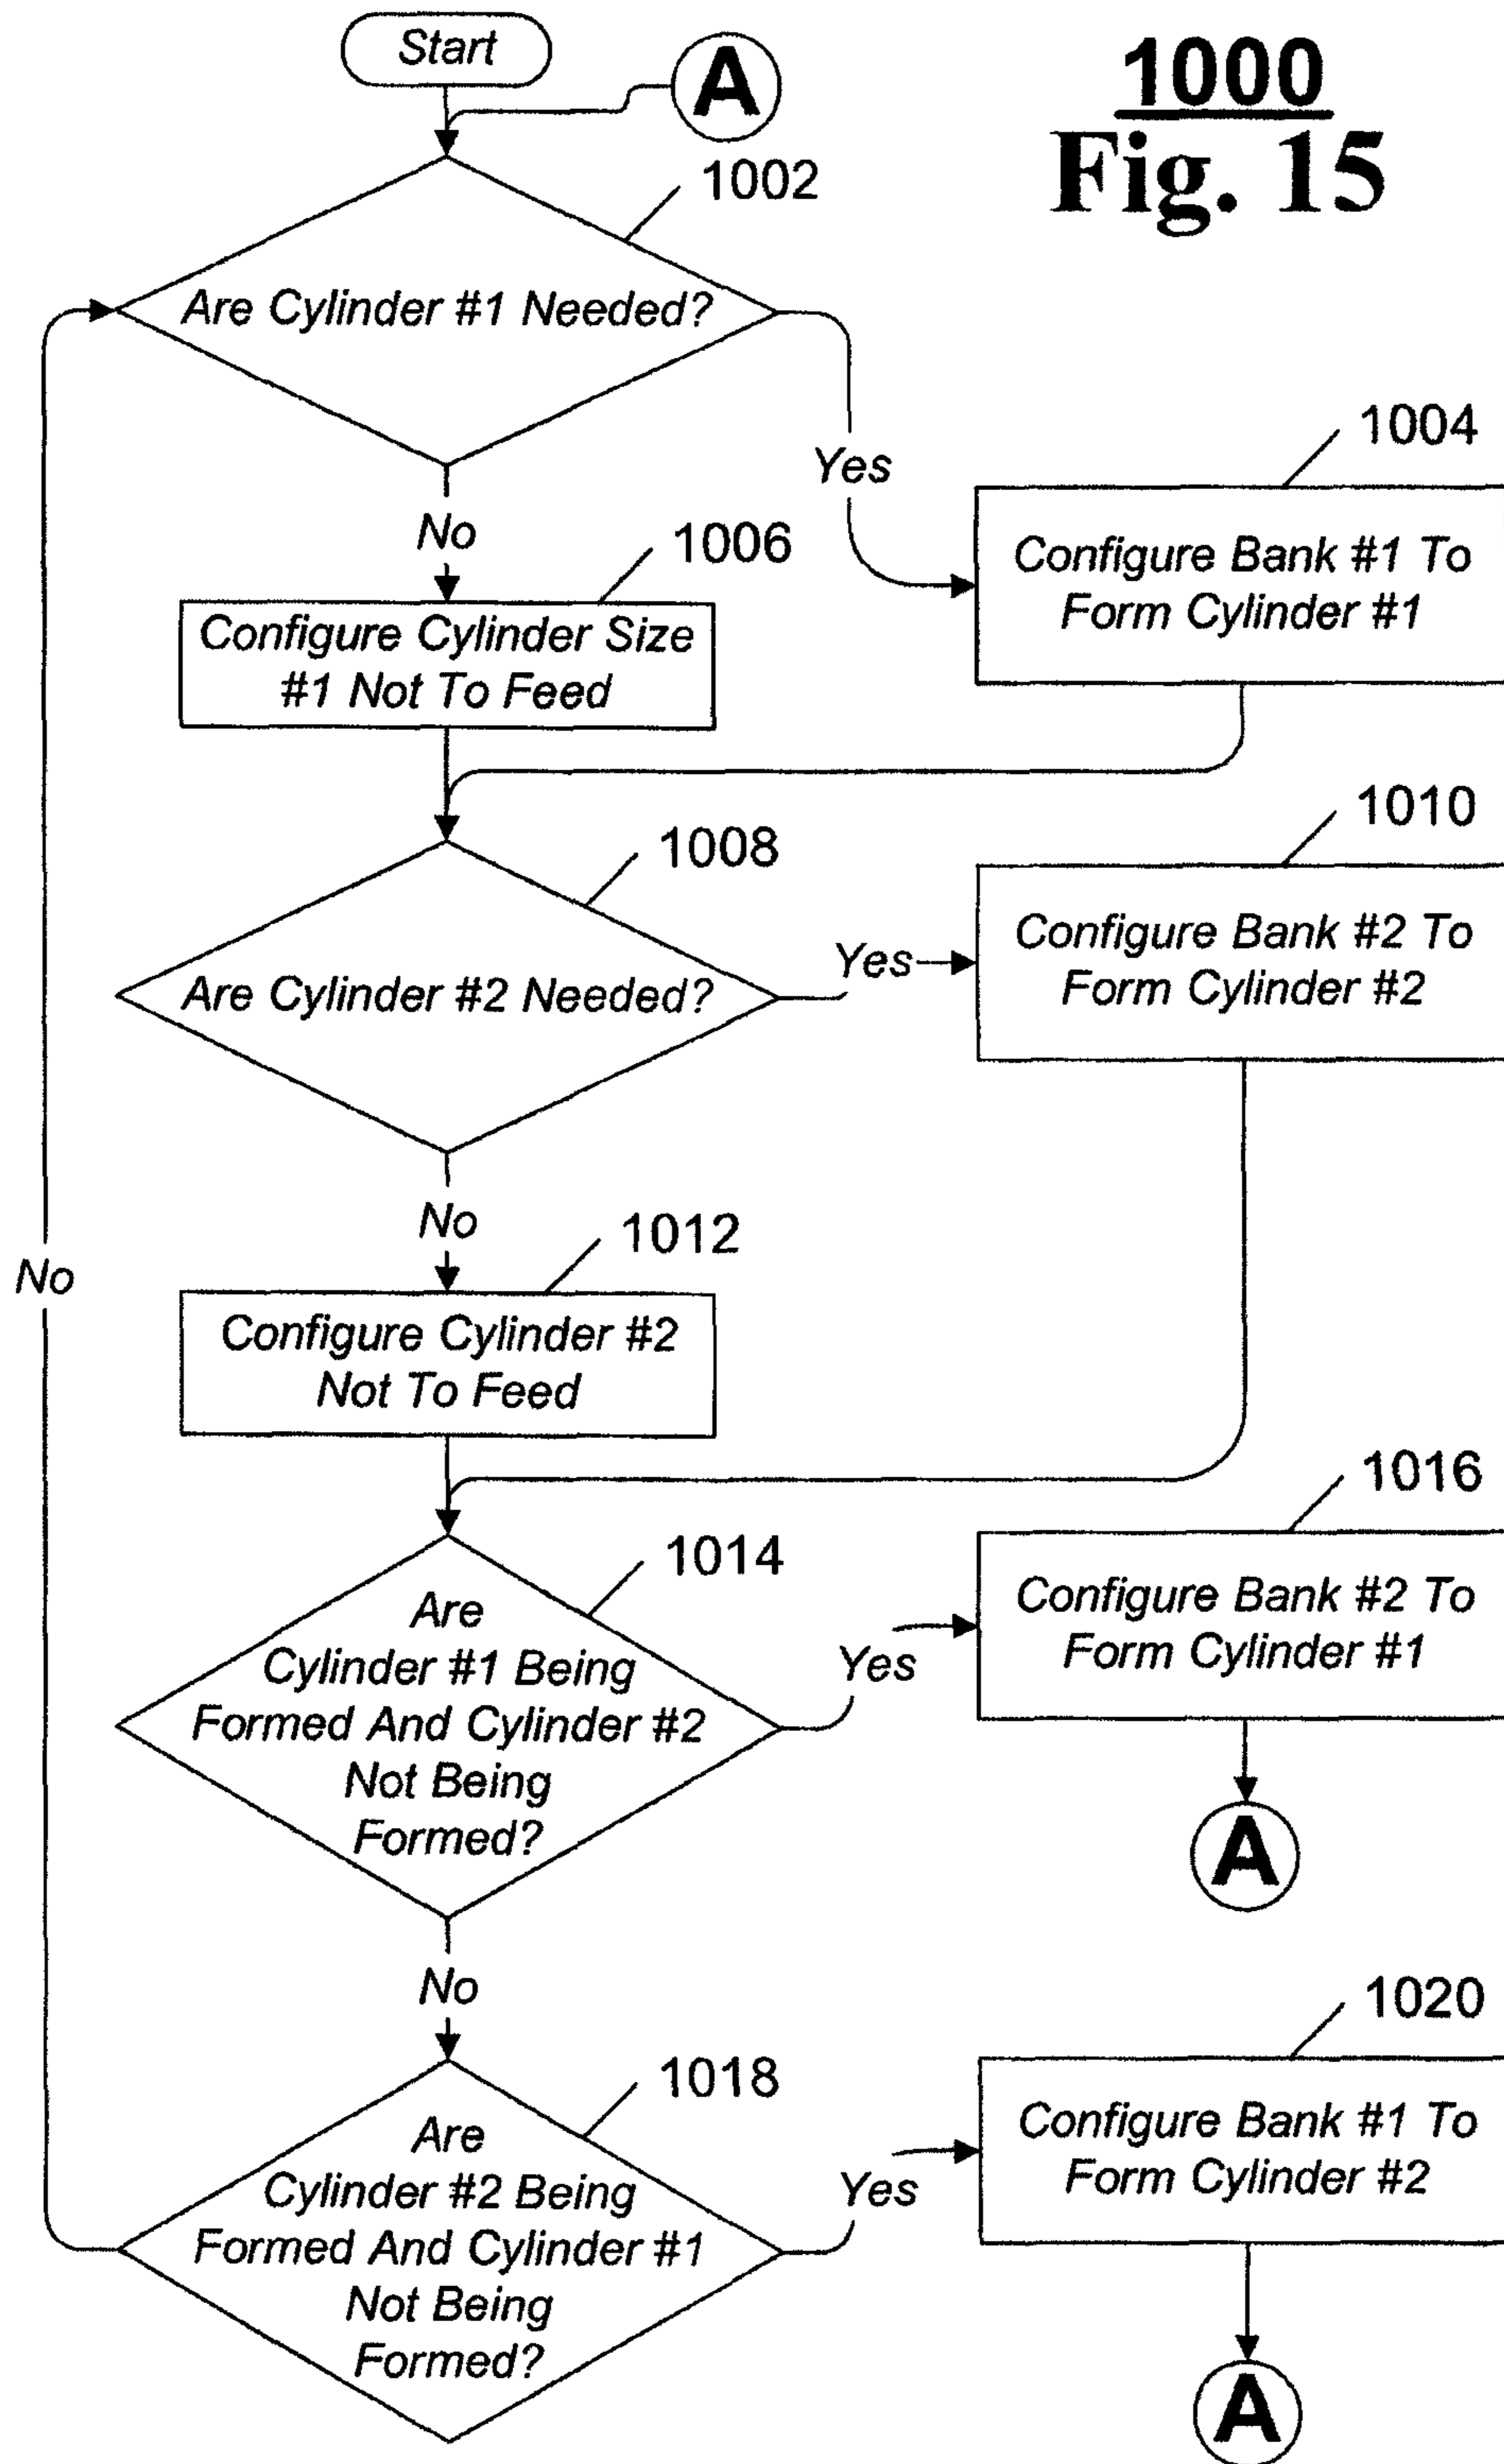 Start
A
1000
Fig. 15
1002
Are Cylinder #1 Needed?
Yes
1004
Configure Bank #1 To
Form Cylinder #1
No
1006
Configure Cylinder Size
#1 Not To Feed
1008
Are Cylinder #2 Needed?
Yes
1010
Configure Bank #2 To
Form Cylinder #2
No
No
1012
Configure Cylinder #2
Not To Feed
1014
Are
Cylinder #1 Being
Formed And Cylinder #2
Not Being
Formed?
Yes
1016
Configure Bank #2 To
Form Cylinder #1
A
No
1018
Are
Cylinder #2 Being
Formed And Cylinder #1
Not Being
Formed?
Yes
1020
Configure Bank #1 To
Form Cylinder #2
A